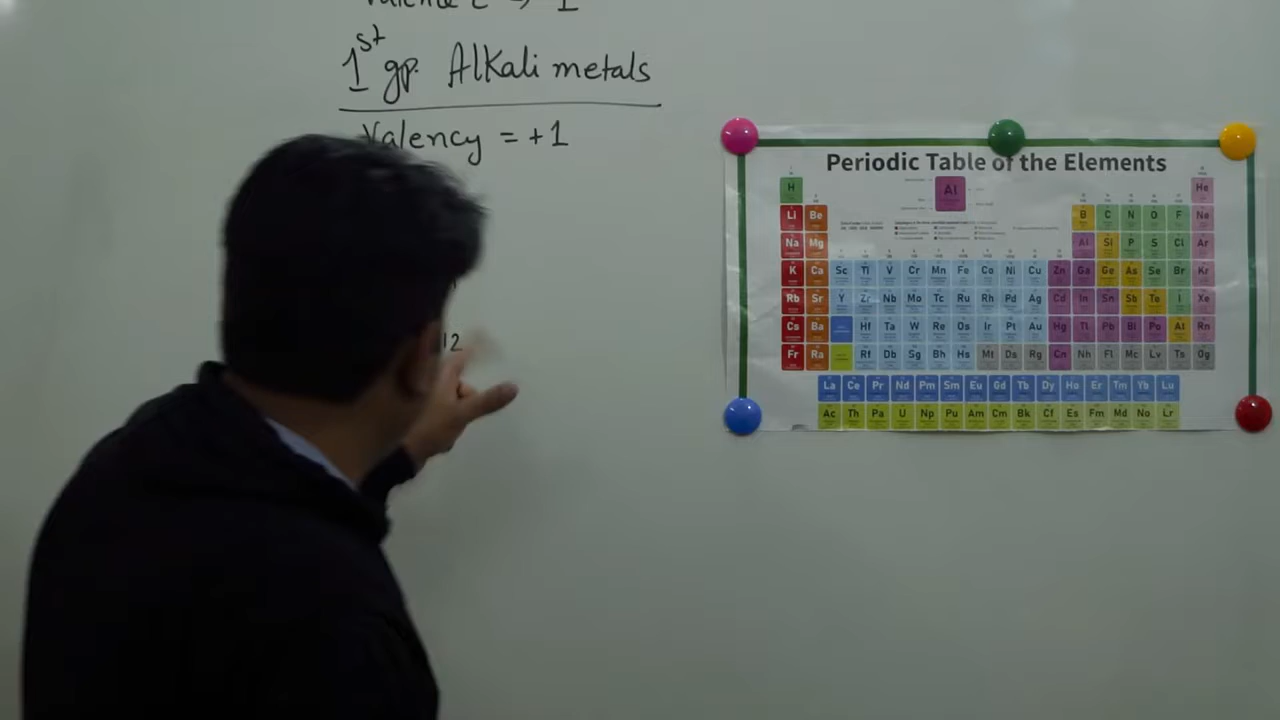 Valence e → 1
1st gp. Alkali metals
Valency = +1
12
Periodic Table of the Elements
Al
H He
Li Be B C N O F Ne
Na Mg Al Si P S Cl Ar
K Ca Sc Ti V Cr Mn Fe Co Ni Cu Zn Ga Ge As Se Br Kr
Rb Sr Y Zr Nb Mo Tc Ru Rh Pd Ag Cd In Sn Sb Te I Xe
Cs Ba Hf Ta W Re Os Ir Pt Au Hg Tl Pb Bi Po At Rn
Fr Ra Rf Db Sg Bh Hs Mt Ds Rg Cn Nh Fl Mc Lv Ts Og
La Ce Pr Nd Pm Sm Eu Gd Tb Dy Ho Er Tm Yb Lu
Ac Th Pa U Np Pu Am Cm Bk Cf Es Fm Md No Lr